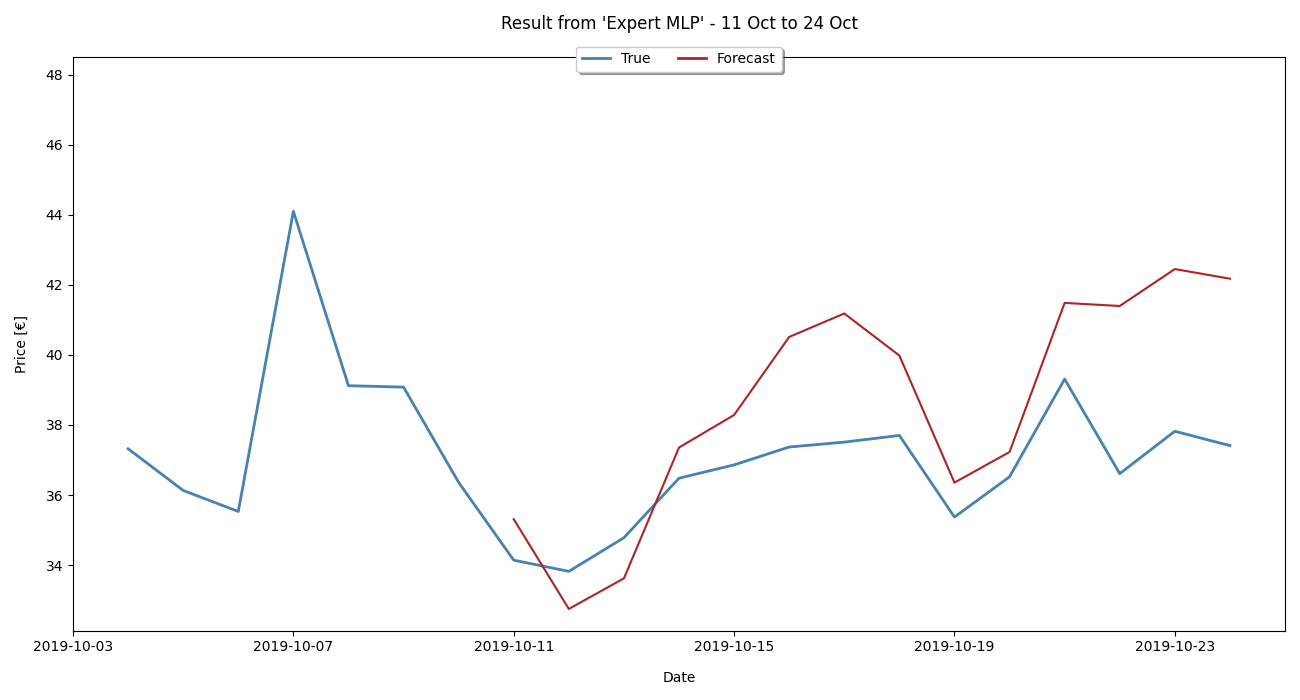 Result from 'Expert MLP' - 11 Oct to 24 Oct
True Forecast
48
46
44
42
40
38
36
34
Price [€]
2019-10-03 2019-10-07 2019-10-11 2019-10-15 2019-10-19 2019-10-23
Date